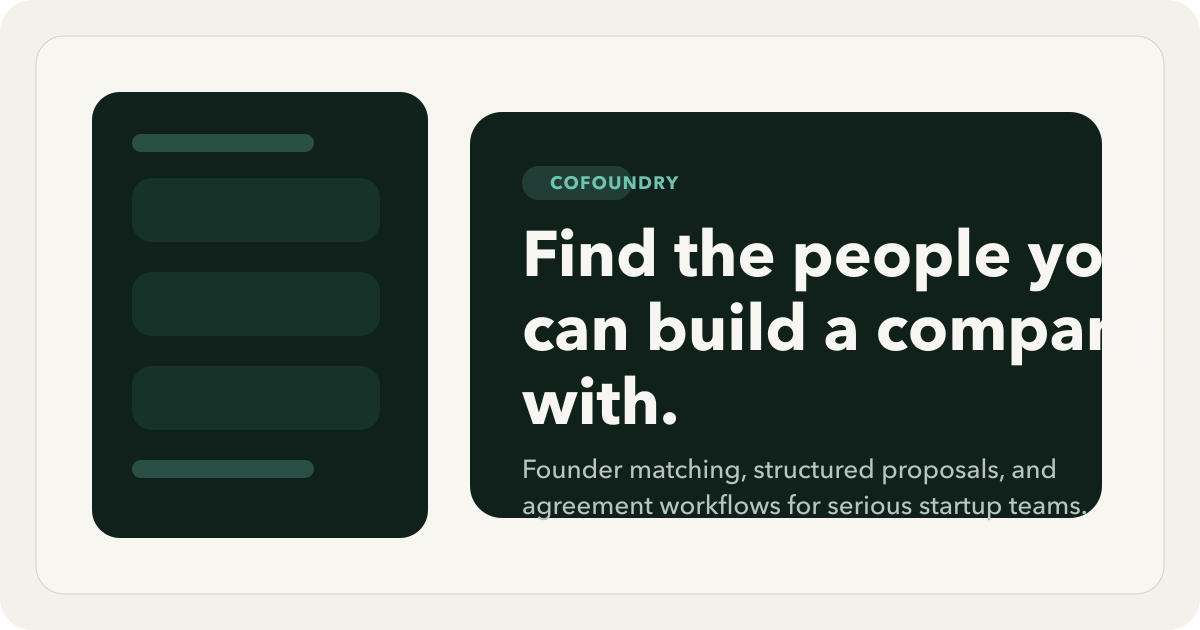 COFOUNDRY
Find the people yo
can build a compar
with.
Founder matching, structured proposals, and
agreement workflows for serious startup teams.